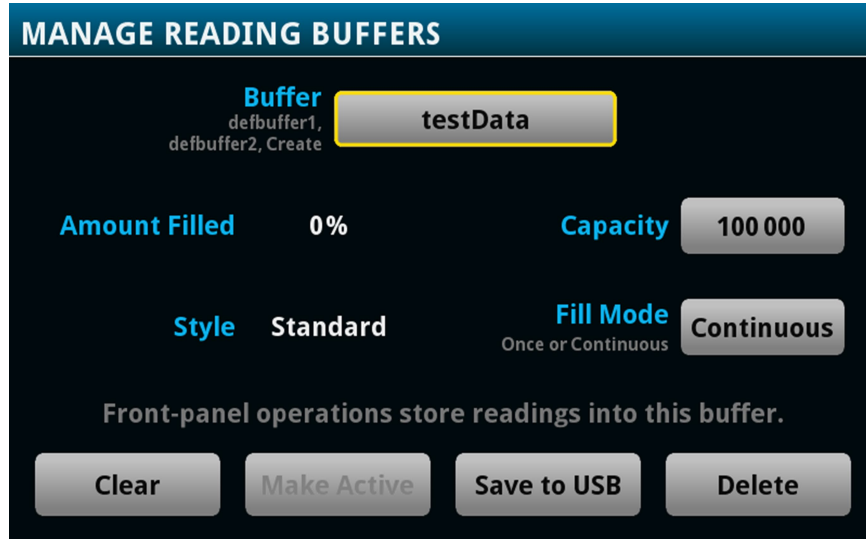 MANAGE READING BUFFERS
Buffer
defbuffer1,
defbuffer2, Create
testData
Amount Filled 0% Capacity 100 000
Style Standard Fill Mode
Once or Continuous
Continuous
Front-panel operations store readings into this buffer.
Clear Make Active Save to USB Delete